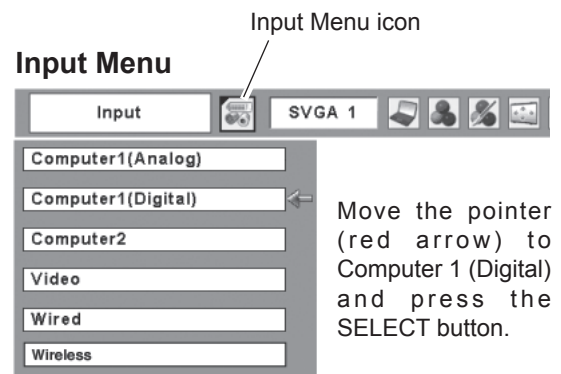 Input Menu icon
Input Menu
Input
SVGA 1
Computer1(Analog)
Computer1(Digital)
Computer2
Video
Wired
Wireless
Move the pointer
(red arrow) to
Computer 1 (Digital)
and press the
SELECT button.